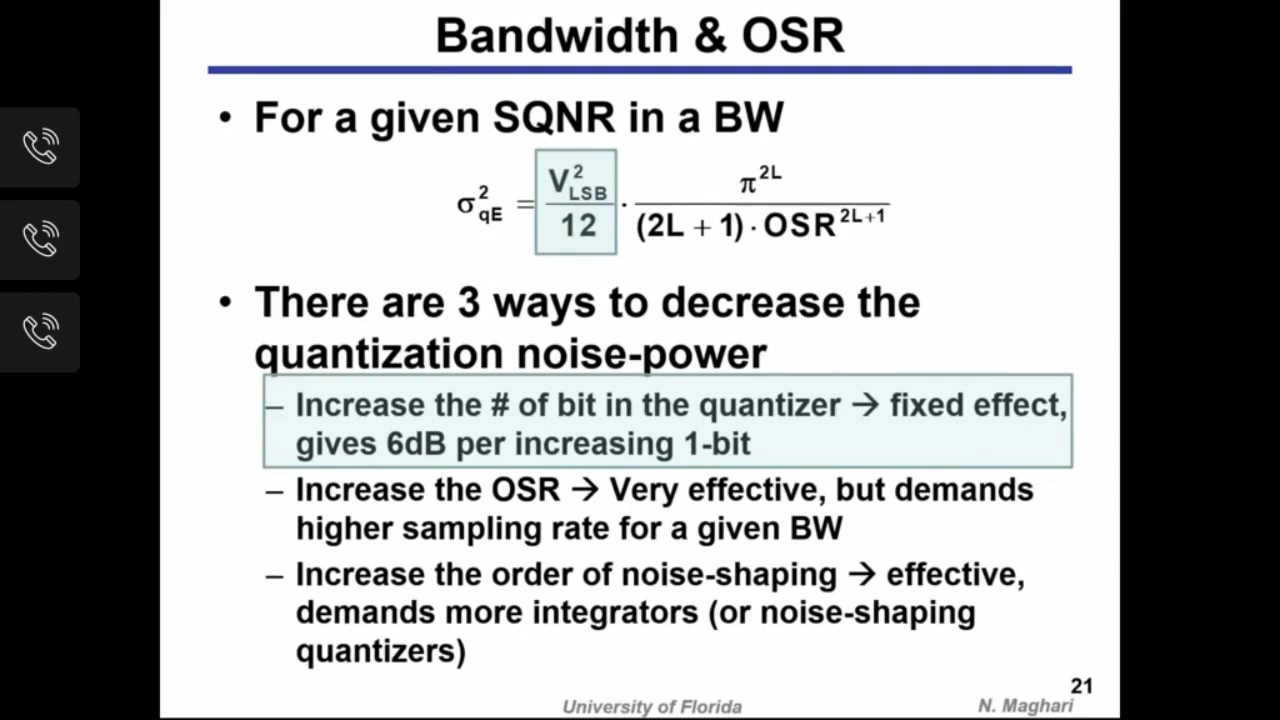 Bandwidth & OSR
• For a given SQNR in a BW
σ²qE = V²LSB / 12 · π^2L / (2L + 1) · OSR^2L+1
• There are 3 ways to decrease the
quantization noise-power
– Increase the # of bit in the quantizer → fixed effect,
gives 6dB per increasing 1-bit
– Increase the OSR → Very effective, but demands
higher sampling rate for a given BW
– Increase the order of noise-shaping → effective,
demands more integrators (or noise-shaping
quantizers)
21
University of Florida
N. Maghari